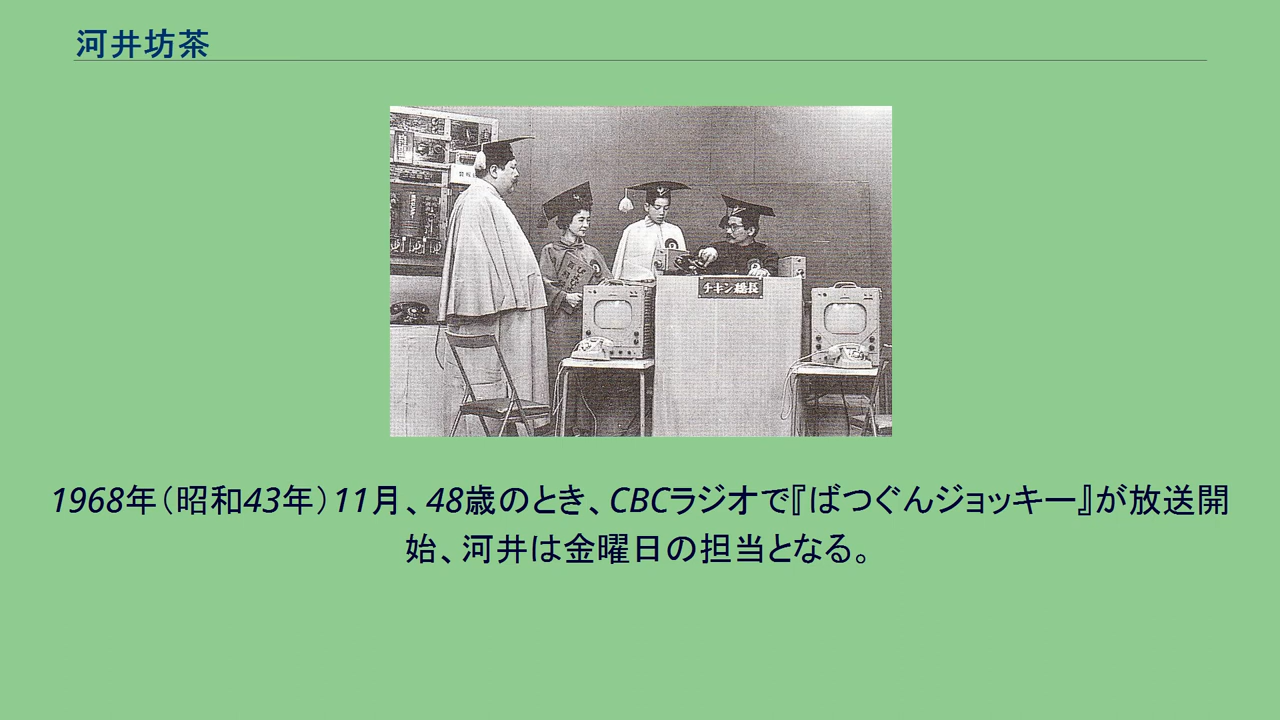 河井坊茶
チキン艦長
1968年（昭和43年）11月、48歳のとき、CBCラジオで『ばつぐんジョッキー』が放送開
始、河井は金曜日の担当となる。